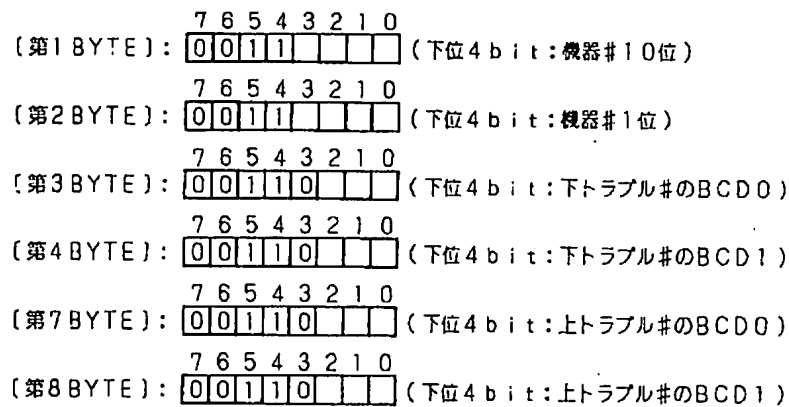 7 6 5 4 3 2 1 0
〔第1BYTE〕: 0 0 1 1 (下位4bit:機器#10位)
7 6 5 4 3 2 1 0
〔第2BYTE〕: 0 0 1 1 (下位4bit:機器#1位)
7 6 5 4 3 2 1 0
〔第3BYTE〕: 0 0 1 1 0 (下位4bit:下トラブル#のBCD0)
7 6 5 4 3 2 1 0
〔第4BYTE〕: 0 0 1 1 0 (下位4bit:下トラブル#のBCD1)
7 6 5 4 3 2 1 0
〔第7BYTE〕: 0 0 1 1 0 (下位4bit:上トラブル#のBCD0)
7 6 5 4 3 2 1 0
〔第8BYTE〕: 0 0 1 1 0 (下位4bit:上トラブル#のBCD1)